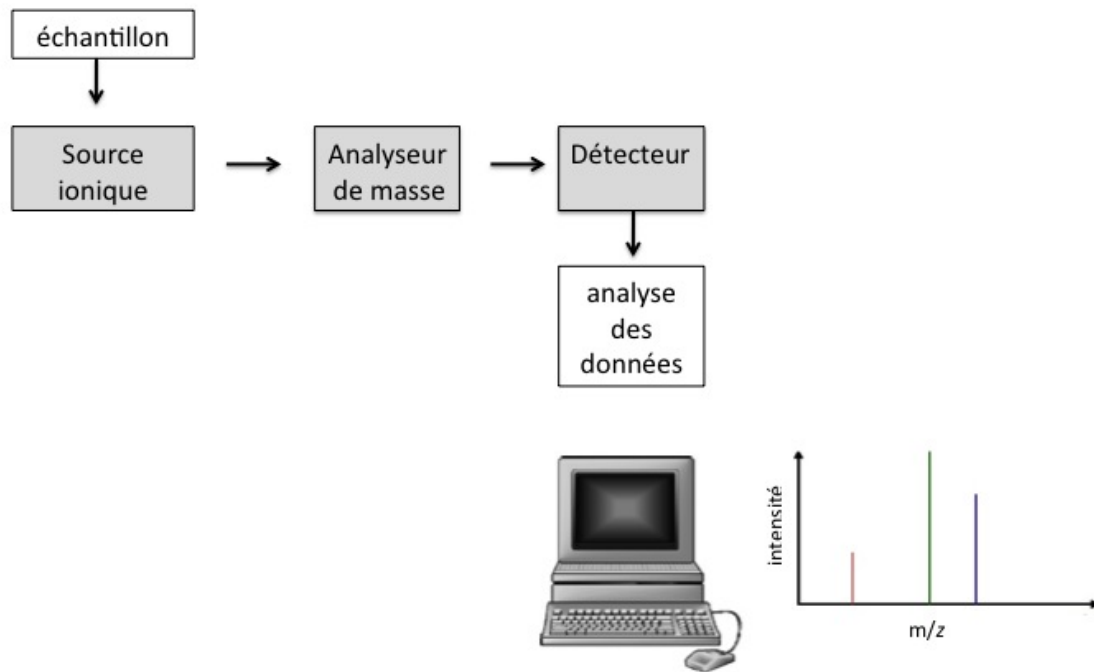 échantillon
Source
ionique
Analyseur
de masse
Détecteur
analyse
des
données
intensité
m/z